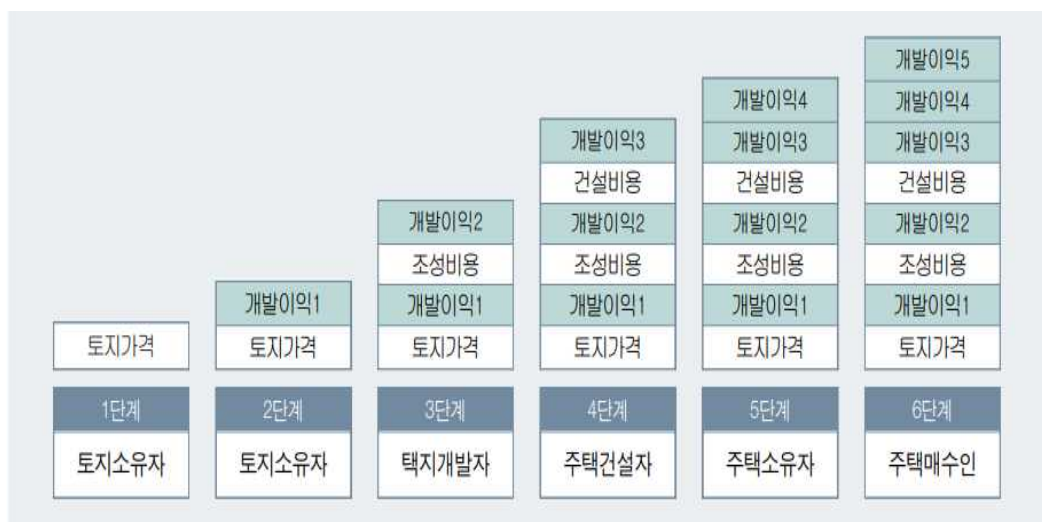 개발이익5
개발이익4 개발이익4
개발이익3 개발이익3 개발이익3
건설비용 건설비용 건설비용
개발이익2 개발이익2 개발이익2 개발이익2
조성비용 조성비용 조성비용 조성비용
개발이익1 개발이익1 개발이익1 개발이익1 개발이익1
토지가격 토지가격 토지가격 토지가격 토지가격 토지가격
1단계 2단계 3단계 4단계 5단계 6단계
토지소유자 토지소유자 택지개발자 주택건설자 주택소유자 주택매수인